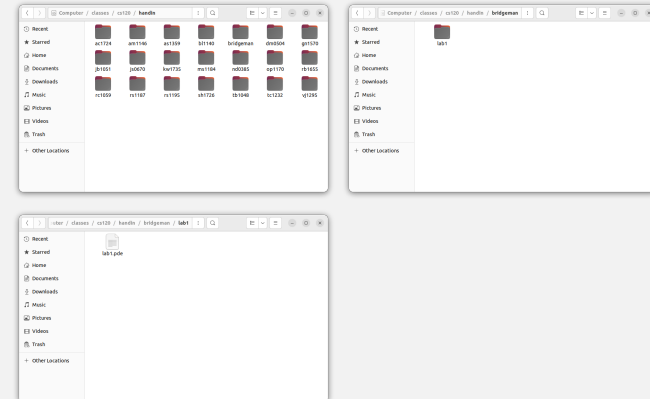 Computer / classes / cs120 / handin
Recent
Starred
Home
Documents
Downloads
Music
Pictures
Videos
Trash
+ Other Locations
ac1724 am1146 as1359 bl1140 bridgeman dm0504 gn1570
jb1051 js0670 kw1735 ms1184 nd0385 op1170 rb1655
rc1059 rs1187 rs1195 sh1726 tb1048 tc1232 vj1295
Computer / classes / cs120 / handin / bridgeman
Recent
Starred
Home
Documents
Downloads
Music
Pictures
Videos
Trash
+ Other Locations
lab1
uter / classes / cs120 / handin / bridgeman / lab1
Recent
Starred
Home
Documents
Downloads
Music
Pictures
Videos
Trash
+ Other Locations
lab1.pde